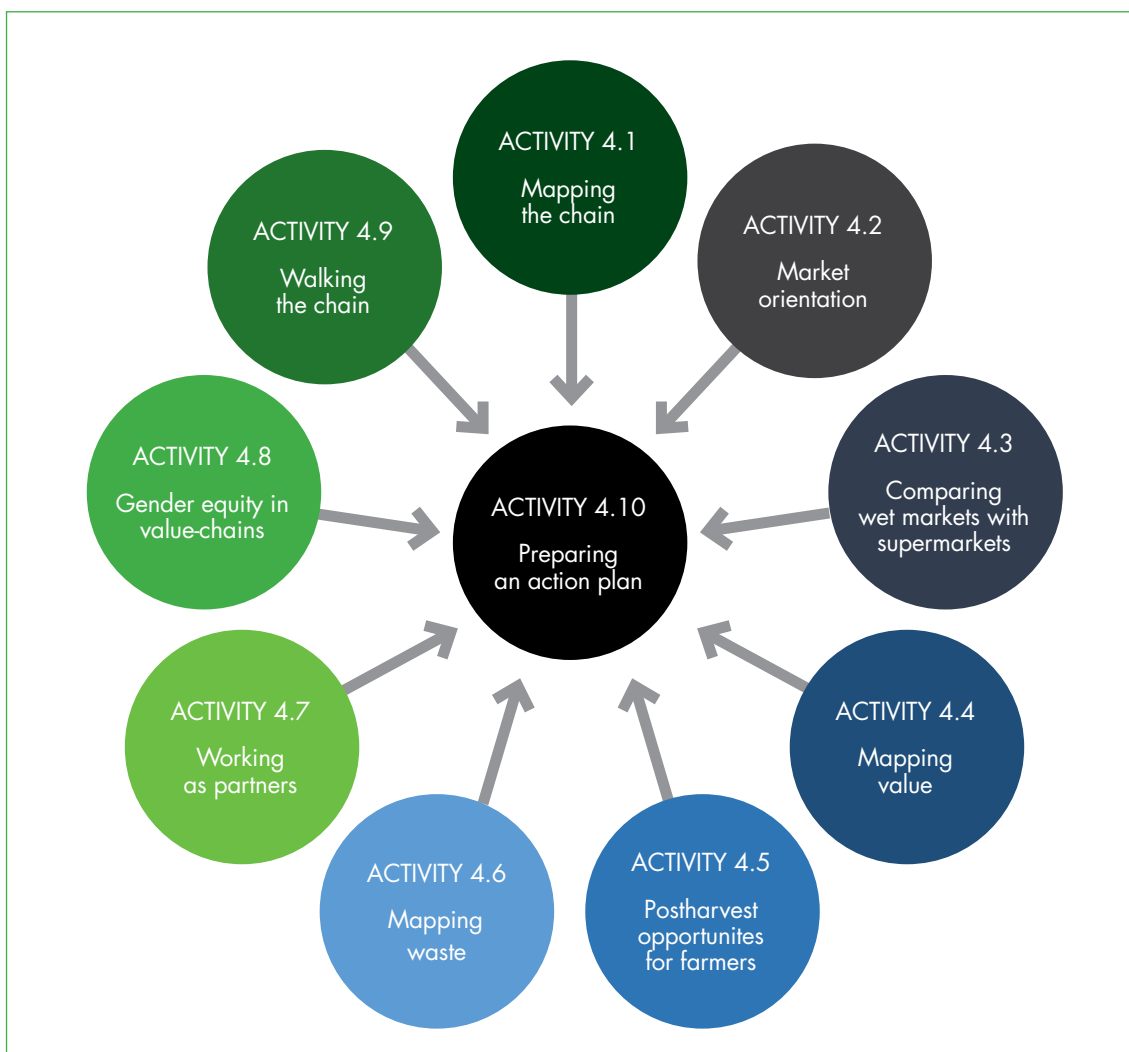 ACTIVITY 4.1
Mapping
the chain
ACTIVITY 4.2
Market
orientation
ACTIVITY 4.3
Comparing
wet markets with
supermarkets
ACTIVITY 4.4
Mapping
value
ACTIVITY 4.5
Postharvest
opportunites
for farmers
ACTIVITY 4.6
Mapping
waste
ACTIVITY 4.7
Working
as partners
ACTIVITY 4.8
Gender equity in
value-chains
ACTIVITY 4.9
Walking
the chain
ACTIVITY 4.10
Preparing
an action plan